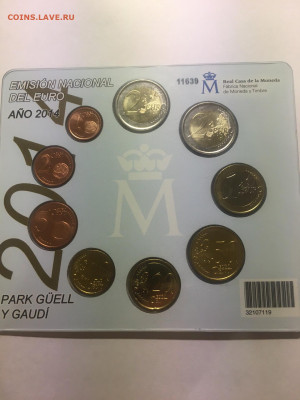 COINS.LAVE.RU
EMISIÓN NACIONAL
DEL EURO
AÑO 2014
11639
Real Casa de la Moneda
Fábrica Nacional
de Moneda y Timbre
M
2014
M
PARK GÜELL
Y GAUDÍ
32107119